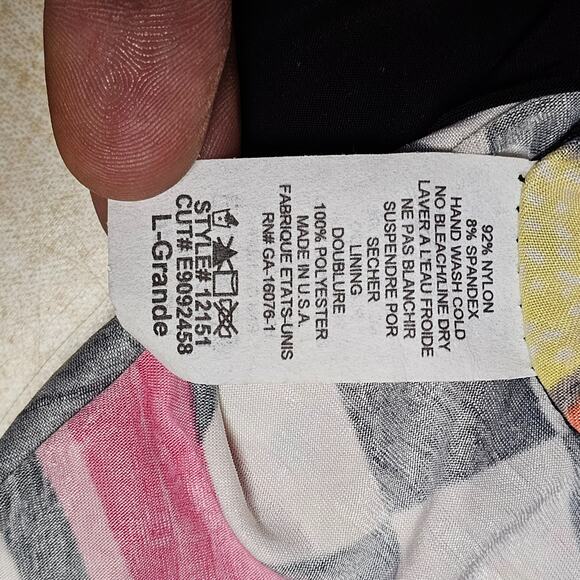 92% NYLON
8% SPANDEX
HAND WASH COLD
NO BLEACH/LINE DRY
LAVER A L'EAU FROIDE
NE PAS BLANCHIR
SUSPENDRE POR
SECHER
LINING
DOUBLURE
100% POLYESTER
MADE IN U.S.A.
FABRIQUE ETATS-UNIS
RN# GA-16076-1
STYLE# 12151
CUT# E9092458
L-Grande